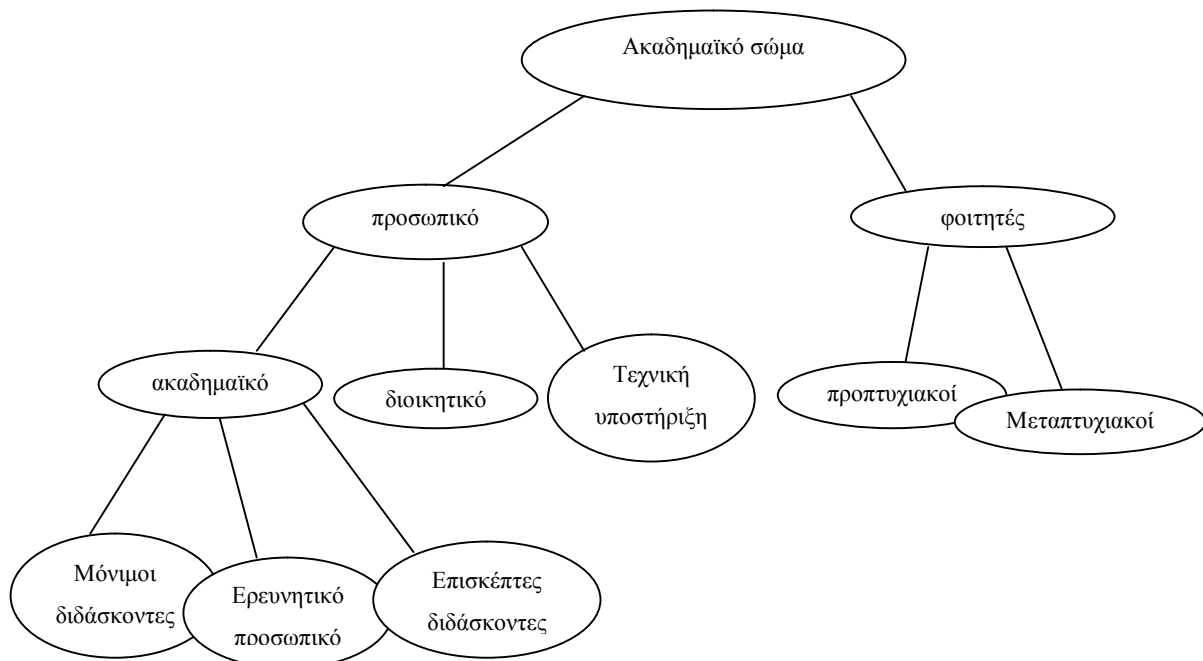 Ακαδημαϊκό σώμα
προσωπικό
φοιτητές
ακαδημαϊκό
διοικητικό
Τεχνική
υποστήριξη
προπτυχιακοί
Μεταπτυχιακοί
Μόνιμοι
διδάσκοντες
Ερευνητικό
προσωπικό
Επισκέπτες
διδάσκοντες